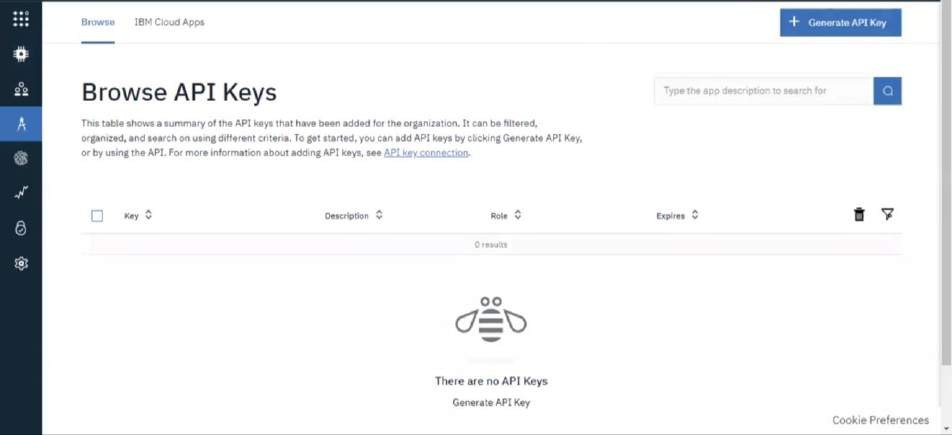 Browse IBM Cloud Apps
Generate API Key
Browse API Keys
Type the app description to search for
This table shows a summary of the API keys that have been added for the organization. It can be filtered,
organized, and search on using different criteria. To get started, you can add API keys by clicking Generate API Key,
or by using the API. For more information about adding API keys, see API key connection.
Key Description Role Expires
0 results
There are no API Keys
Generate API Key
Cookie Preferences